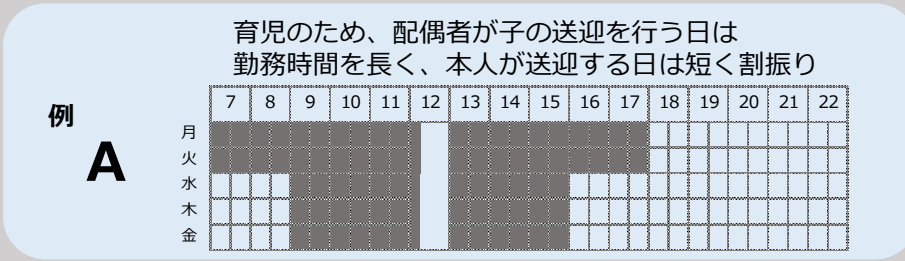 育児のため、配偶者が子の送迎を行う日は
勤務時間を長く、本人が送迎する日は短く割振り
例
A
7 8 9 10 11 12 13 14 15 16 17 18 19 20 21 22
月
火
水
木
金